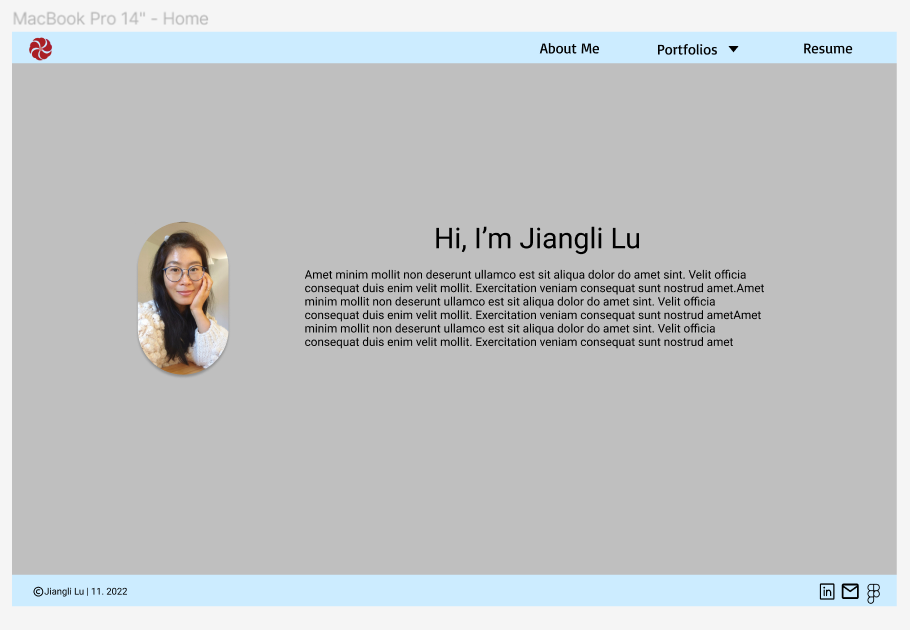 MacBook Pro 14" - Home
About Me Portfolios Resume
Hi, I’m Jiangli Lu
Amet minim mollit non deserunt ullamco est sit aliqua dolor do amet sint. Velit officia
consequat duis enim velit mollit. Exercitation veniam consequat sunt nostrud amet.Amet
minim mollit non deserunt ullamco est sit aliqua dolor do amet sint. Velit officia
consequat duis enim velit mollit. Exercitation veniam consequat sunt nostrud ametAmet
minim mollit non deserunt ullamco est sit aliqua dolor do amet sint. Velit officia
consequat duis enim velit mollit. Exercitation veniam consequat sunt nostrud amet
©Jiangli Lu | 11. 2022
in